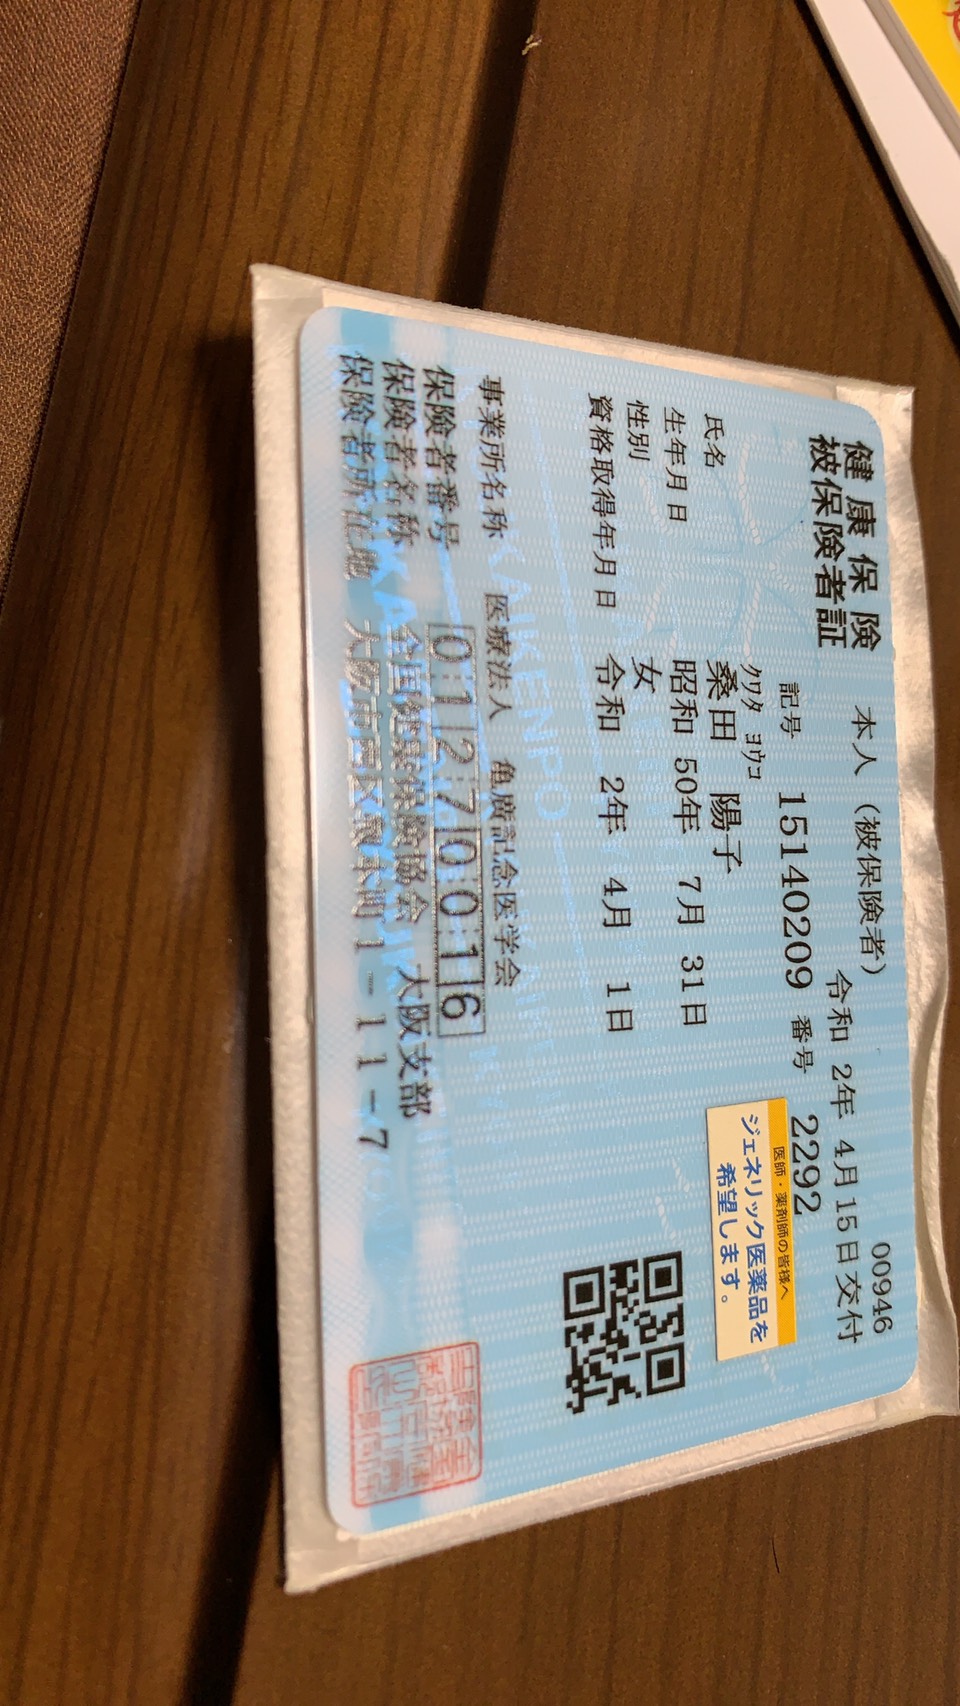 健康保険
被保険者証
本人（被保険者）
00946
令和 2年 4月15日交付
記号 15140209 番号 2292
ｸﾜﾀ ﾖｳｺ
氏名 桑田 陽子
生年月日 昭和 50年 7月 31日
性別 女
資格取得年月日 令和 2年 4月 1日
医師・薬剤師の皆様へ
ジェネリック医薬品を
希望します。
事業所名称 医療法人 亀廣記念医学会
保険者番号 01270016
保険者名称 全国健康保険協会 大阪支部
保険者所在地 大阪市西区靱本町1-11-7
KAIKENPO